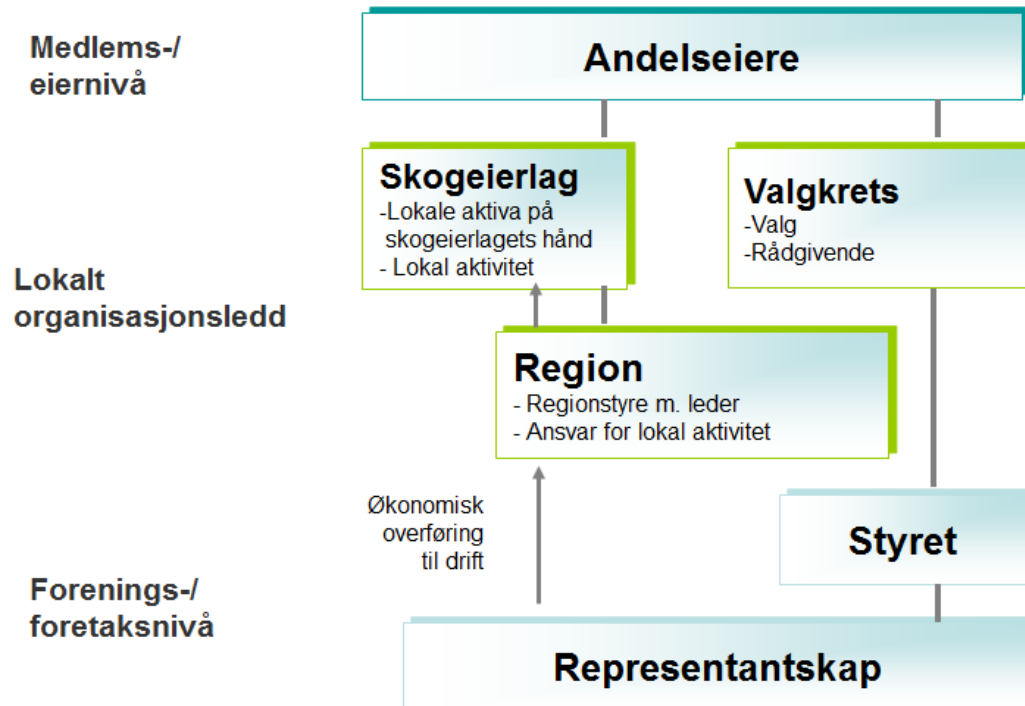 Medlems-/
eiernivå
Andelseiere
Skogeierlag
-Lokale aktiva på
skogeierlagets hånd
- Lokal aktivitet
Valgkrets
-Valg
-Rådgivende
Lokalt
organisasjonsledd
Region
- Regionstyre m. leder
- Ansvar for lokal aktivitet
Økonomisk
overføring
til drift
Styret
Forenings-/
foretaksnivå
Representantskap